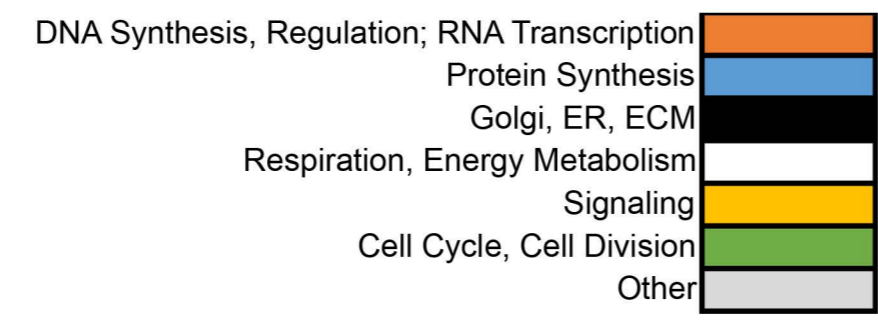 DNA Synthesis, Regulation; RNA Transcription
Protein Synthesis
Golgi, ER, ECM
Respiration, Energy Metabolism
Signaling
Cell Cycle, Cell Division
Other